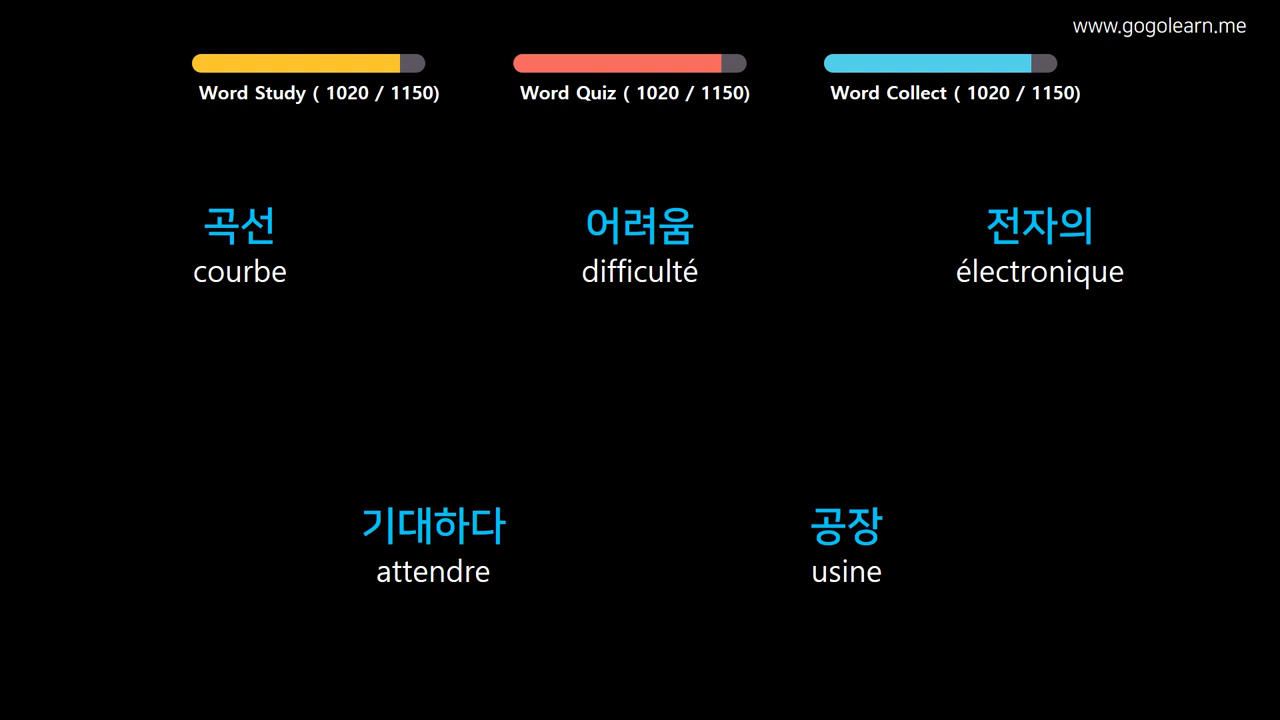 www.gogolearn.me
Word Study ( 1020 / 1150)
Word Quiz ( 1020 / 1150)
Word Collect ( 1020 / 1150)
곡선
courbe
어려움
difficulté
전자의
électronique
기대하다
attendre
공장
usine